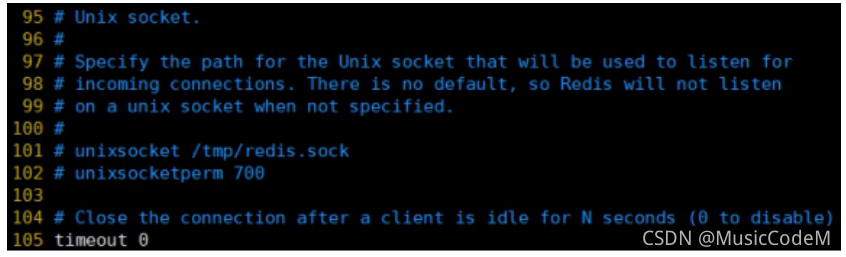 95 # Unix socket.
96 #
97 # Specify the path for the Unix socket that will be used to listen for
98 # incoming connections. There is no default, so Redis will not listen
99 # on a unix socket when not specified.
100 #
101 # unixsocket /tmp/redis.sock
102 # unixsocketperm 700
103
104 # Close the connection after a client is idle for N seconds (0 to disable)
105 timeout 0
CSDN @MusicCodeM